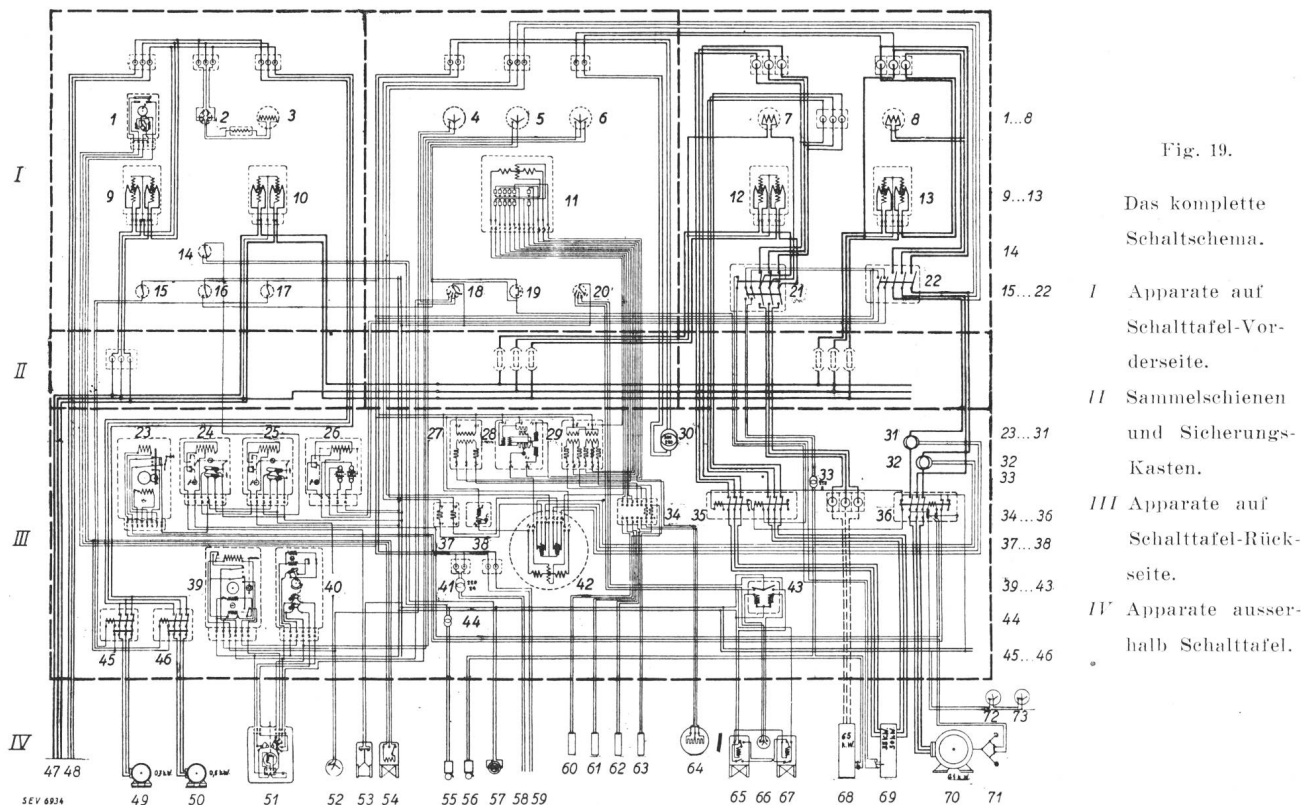 I
II
III
IV
1
2
3
4
5
6
7
8
1...8
9
10
11
12
13
9...13
14
14
15
16
17
18
19
20
21
22
15...22
23
24
25
26
27
28
29
30
31
23...31
32
32
33
33
34
35
36
34...36
37
38
37...38
39
40
41
42
43
39...43
44
44
45
46
45...46
47 48 49 50 51 52 53 54 55 56 57 58 59 60 61 62 63 64 65 66 67 68 69 70 71
72 73
65
k.W.
SEV 6934
Fig. 19.
Das komplette
Schaltschema.
I Apparate auf
Schalttafel-Vor-
derseite.
II Sammelschienen
und Sicherungs-
Kasten.
III Apparate auf
Schalttafel-Rück-
seite.
IV Apparate ausser-
halb Schalttafel.